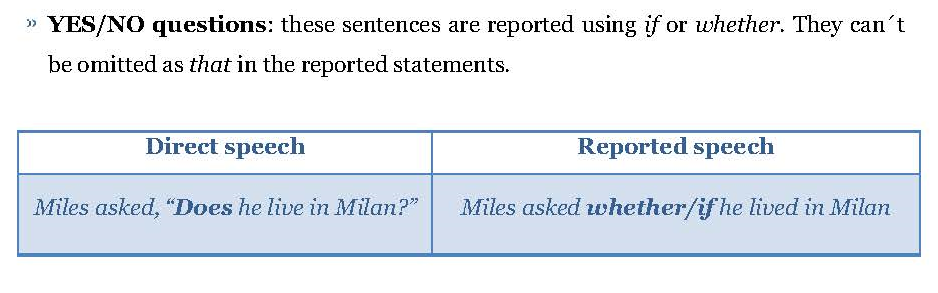 » YES/NO questions: these sentences are reported using if or whether. They can´t
be omitted as that in the reported statements.
Direct speech Reported speech
Miles asked, “Does he live in Milan?” Miles asked whether/if he lived in Milan